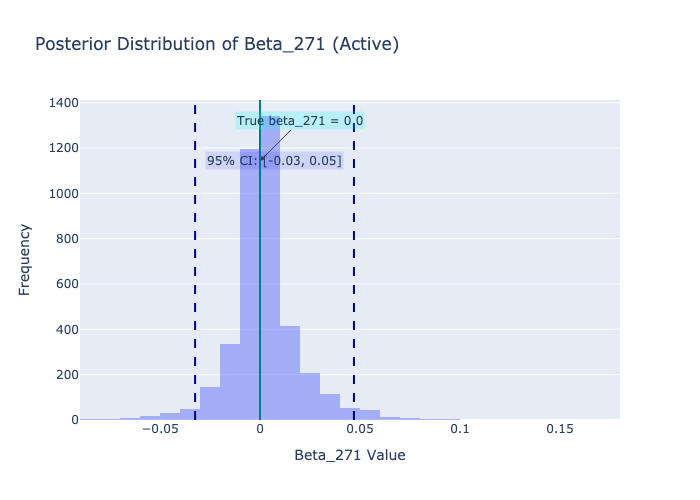 Posterior Distribution of Beta_271 (Active)
1400
1200
1000
800
600
400
200
0
Frequency
True beta_271 = 0.0
95% CI: [-0.03, 0.05]
−0.05
0
0.05
0.1
0.15
Beta_271 Value